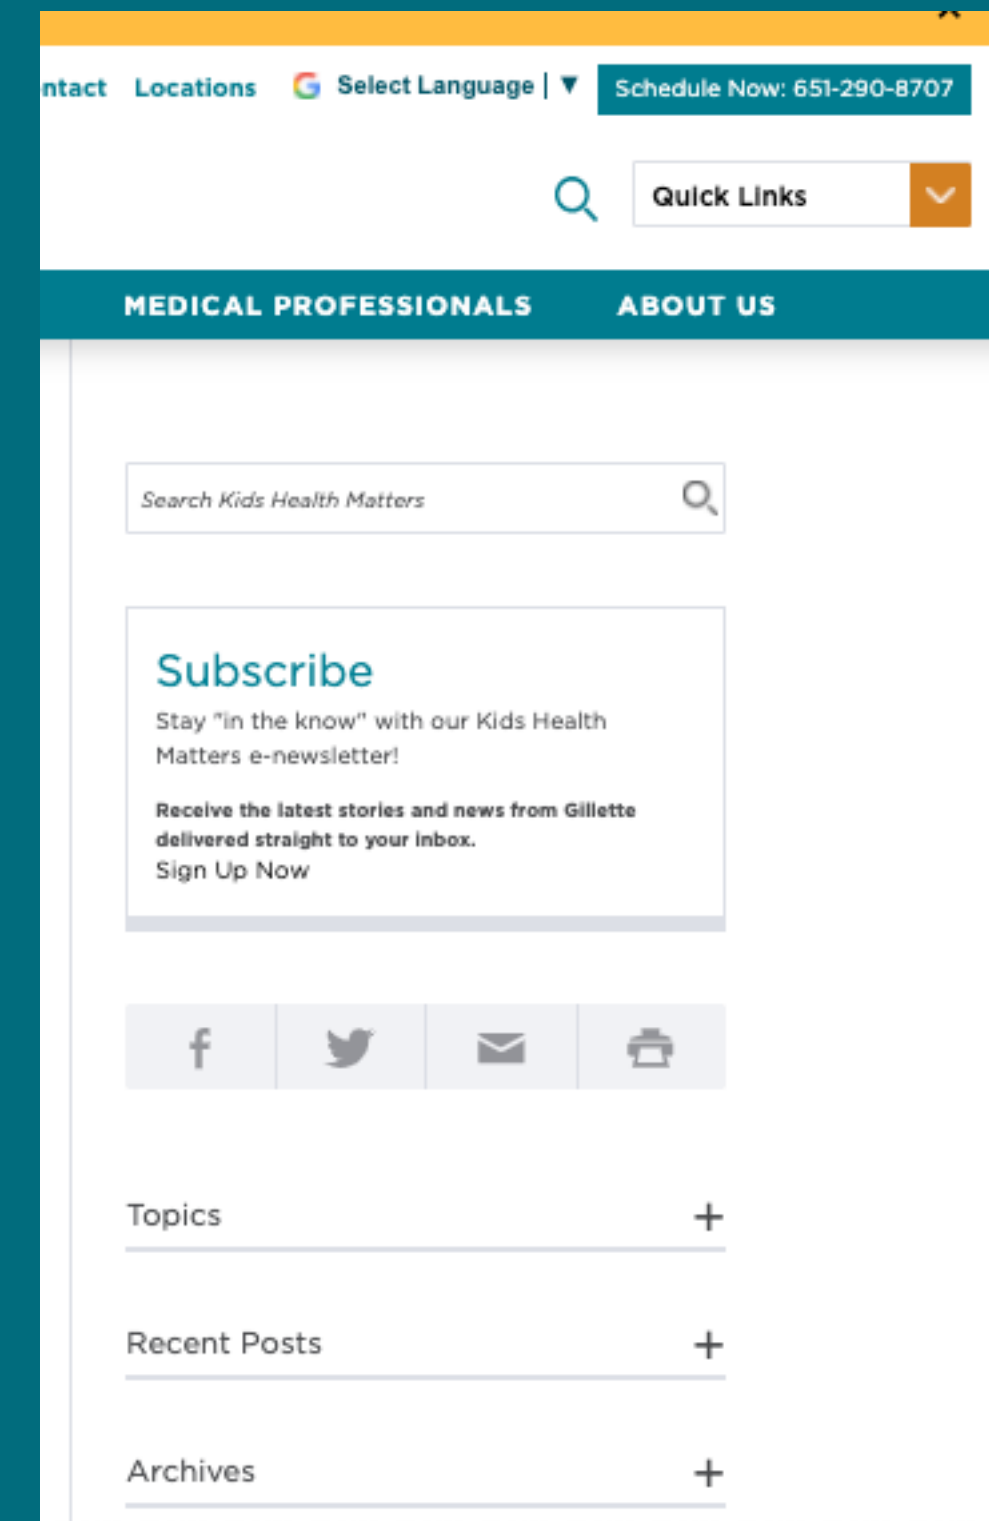 ntact Locations Select Language | ▼ Schedule Now: 651-290-8707
Quick Links
MEDICAL PROFESSIONALS ABOUT US
Search Kids Health Matters
Subscribe
Stay "in the know" with our Kids Health
Matters e-newsletter!
Receive the latest stories and news from Gillette
delivered straight to your inbox.
Sign Up Now
Topics
Recent Posts
Archives